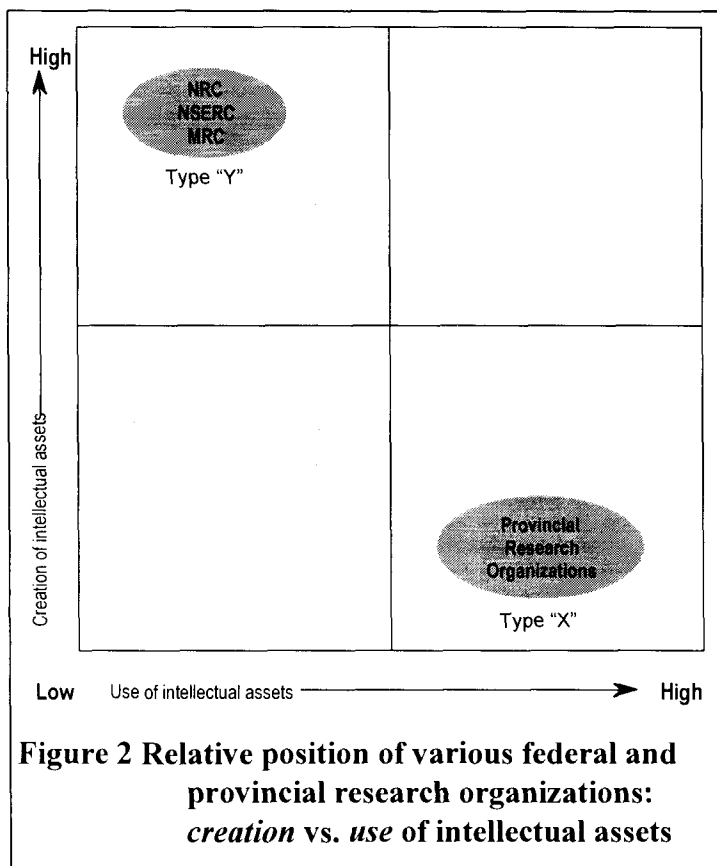 High
NRC
NSERC
MRC
Type "Y"
Creation of intellectual assets
Provincial
Research
Organizations
Type "X"
Low Use of intellectual assets High
Figure 2 Relative position of various federal and
provincial research organizations:
creation vs. use of intellectual assets